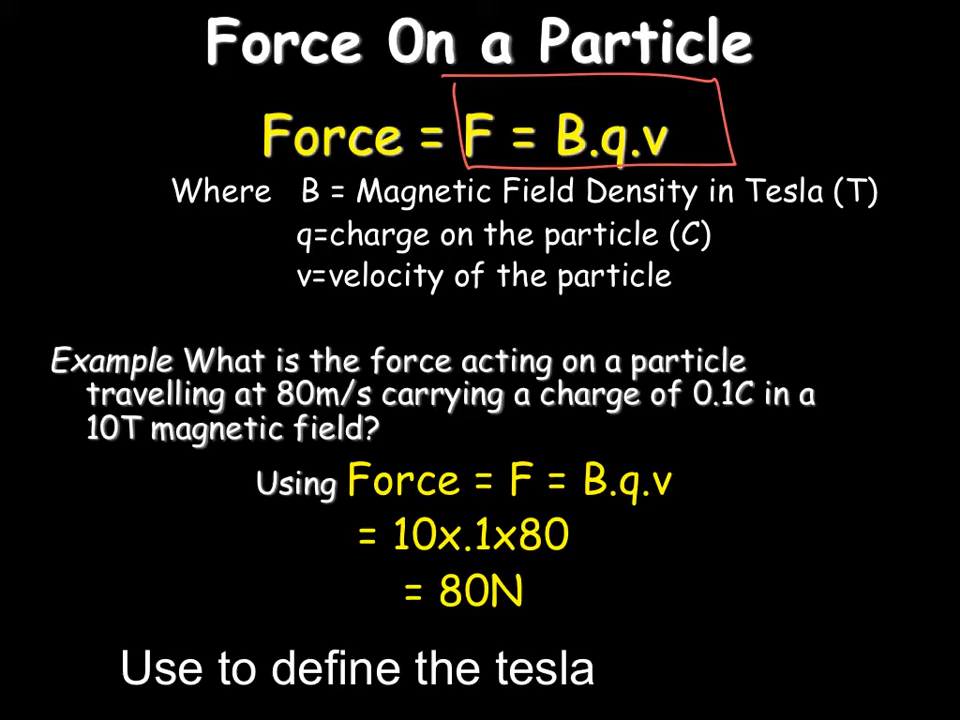 Force 0n a Particle
Force = F = B.q.v
Where B = Magnetic Field Density in Tesla (T)
q=charge on the particle (C)
v=velocity of the particle
Example What is the force acting on a particle
travelling at 80m/s carrying a charge of 0.1C in a
10T magnetic field?
Using Force = F = B.q.v
= 10x.1x80
= 80N
Use to define the tesla